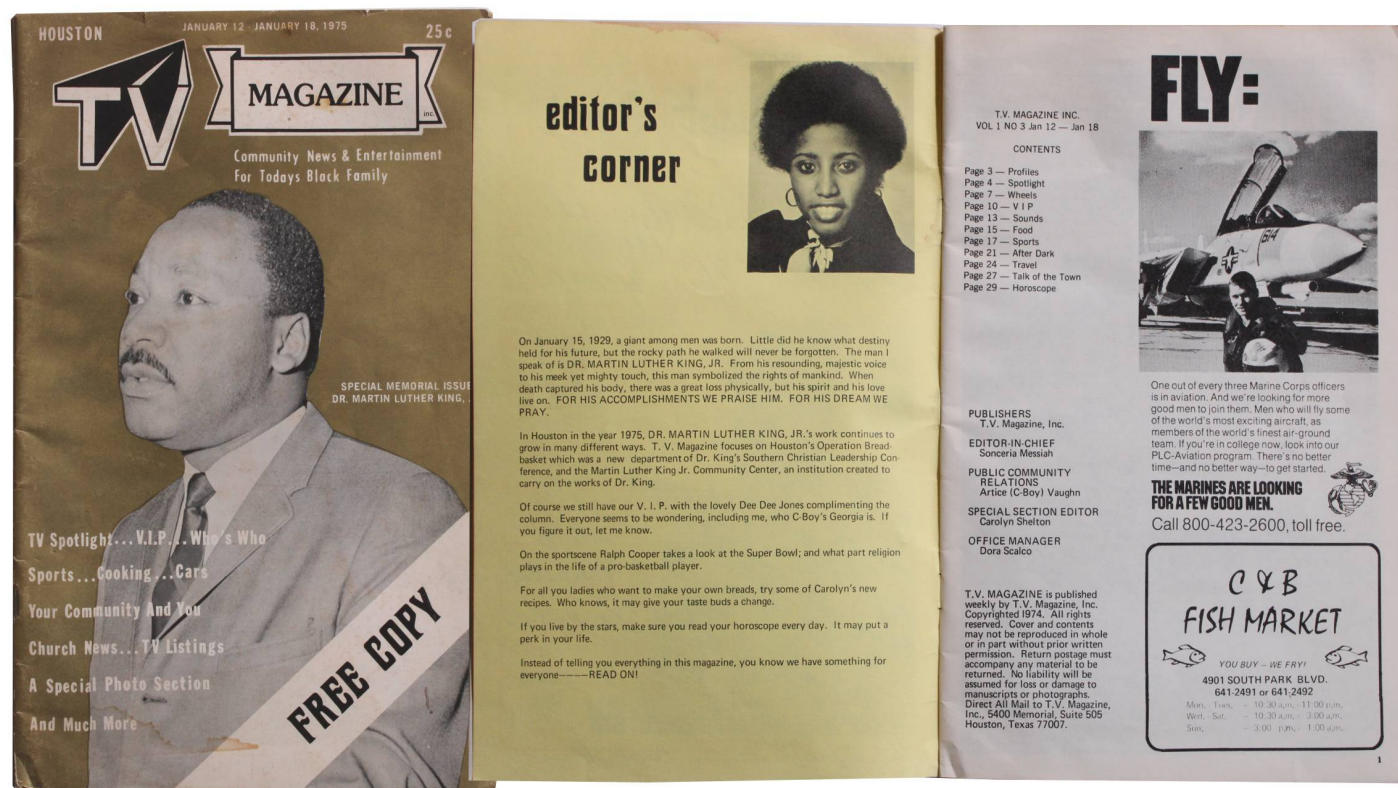 HOUSTON
JANUARY 12 - JANUARY 18, 1975
25c
TV
MAGAZINE
inc.
Community News & Entertainment
For Todays Black Family
SPECIAL MEMORIAL ISSUE
DR. MARTIN LUTHER KING,
TV Spotlight...V.I.P...Who's Who
Sports...Cooking...Cars
Your Community And You
Church News...TV Listings
A Special Photo Section
And Much More
FREE COPY
editor's
corner
On January 15, 1929, a giant among men was born. Little did he know what destiny
held for his future, but the rocky path he walked will never be forgotten. The man I
speak of is DR. MARTIN LUTHER KING, JR. From his resounding, majestic voice
to his meek yet mighty touch, this man symbolized the rights of mankind. When
death captured his body, there was a great loss physically, but his spirit and his love
live on. FOR HIS ACCOMPLISHMENTS WE PRAISE HIM. FOR HIS DREAM WE
PRAY.
In Houston in the year 1975, DR. MARTIN LUTHER KING, JR.'s work continues to
grow in many different ways. T. V. Magazine focuses on Houston's Operation Bread-
basket which was a new department of Dr. King's Southern Christian Leadership Con-
ference, and the Martin Luther King Jr. Community Center, an institution created to
carry on the works of Dr. King.
Of course we still have our V. I. P. with the lovely Dee Dee Jones complimenting the
column. Everyone seems to be wondering, including me, who C-Boy's Georgia is. If
you figure it out, let me know.
On the sportscene Ralph Cooper takes a look at the Super Bowl; and what part religion
plays in the life of a pro-basketball player.
For all you ladies who want to make your own breads, try some of Carolyn's new
recipes. Who knows, it may give your taste buds a change.
If you live by the stars, make sure you read your horoscope every day. It may put a
perk in your life.
Instead of telling you everything in this magazine, you know we have something for
everyone----READ ON!
T.V. MAGAZINE INC.
VOL 1 NO 3 Jan 12 — Jan 18
CONTENTS
Page 3 — Profiles
Page 4 — Spotlight
Page 7 — Wheels
Page 10 — V I P
Page 13 — Sounds
Page 15 — Food
Page 17 — Sports
Page 21 — After Dark
Page 24 — Travel
Page 27 — Talk of the Town
Page 29 — Horoscope
PUBLISHERS
T.V. Magazine, Inc.
EDITOR-IN-CHIEF
Sonceria Messiah
PUBLIC COMMUNITY
RELATIONS
Artice (C-Boy) Vaughn
SPECIAL SECTION EDITOR
Carolyn Shelton
OFFICE MANAGER
Dora Scalco
T.V. MAGAZINE is published
weekly by T.V. Magazine, Inc.
Copyrighted 1974. All rights
reserved. Cover and contents
may not be reproduced in whole
or in part without prior written
permission. Return postage must
accompany any material to be
returned. No liability will be
assumed for loss or damage to
manuscripts or photographs.
Direct All Mail to T.V. Magazine,
Inc., 5400 Memorial, Suite 505
Houston, Texas 77007.
FLY:
614
One out of every three Marine Corps officers
is in aviation. And we're looking for more
good men to join them. Men who will fly some
of the world's most exciting aircraft, as
members of the world's finest air-ground
team. If you're in college now, look into our
PLC-Aviation program. There's no better
time—and no better way—to get started.
THE MARINES ARE LOOKING
FOR A FEW GOOD MEN.
Call 800-423-2600, toll free.
C & B
FISH MARKET
YOU BUY — WE FRY!
4901 SOUTH PARK BLVD.
641-2491 or 641-2492
Mon. - Tues. - 10:30 a.m. - 11:00 p.m.
Wed. - Sat. - 10:30 a.m. - 3:00 a.m.
Sun. - 3:00 p.m. - 1:00 a.m.
1